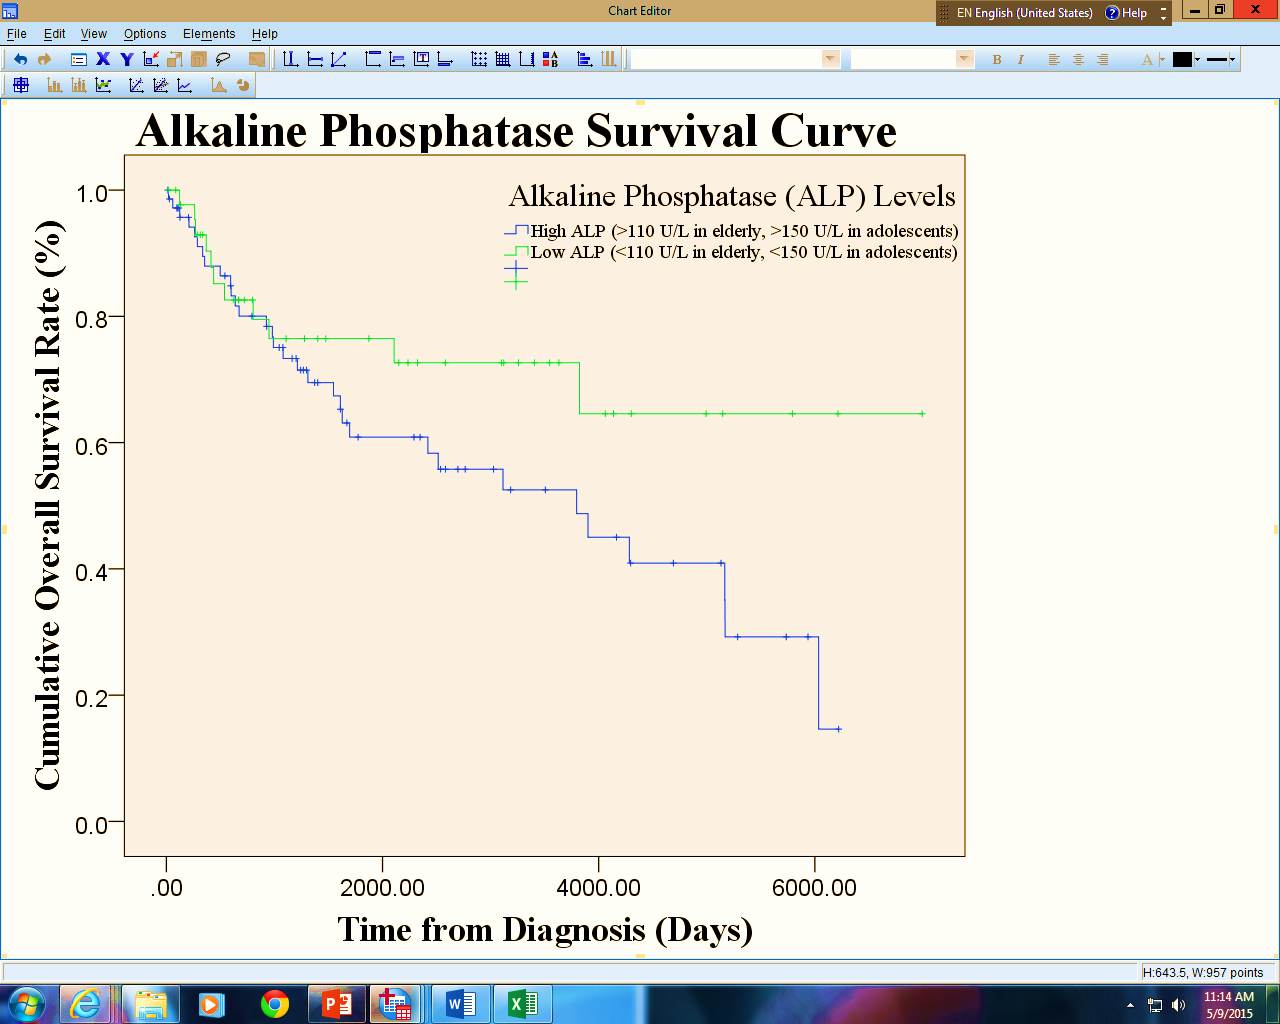 Chart Editor
EN English (United States) Help
File Edit View Options Elements Help
X Y T A B B I A
Alkaline Phosphatase Survival Curve
Alkaline Phosphatase (ALP) Levels
High ALP (>110 U/L in elderly, >150 U/L in adolescents)
Low ALP (<110 U/L in elderly, <150 U/L in adolescents)
Cumulative Overall Survival Rate (%)
1.0
0.8
0.6
0.4
0.2
0.0
.00 2000.00 4000.00 6000.00
Time from Diagnosis (Days)
H:643.5, W:957 points
11:14 AM
5/9/2015